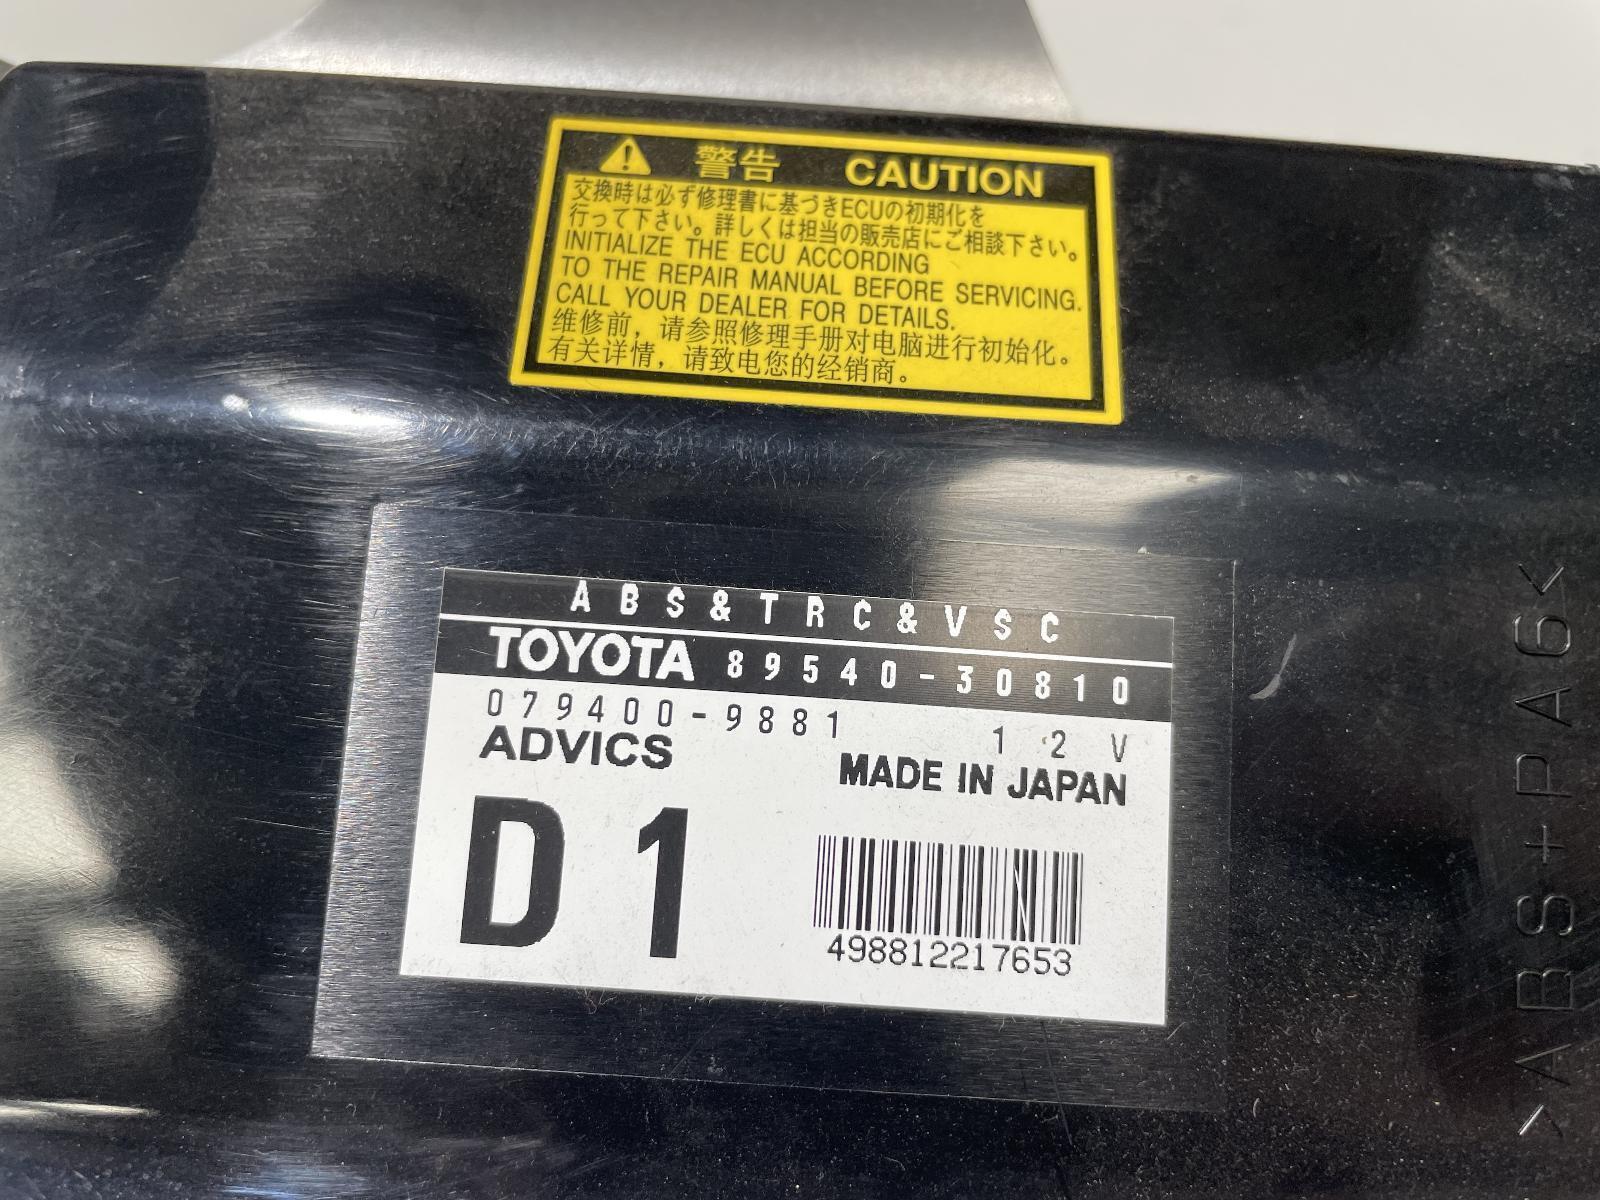 警告 CAUTION
交換時は必ず修理書に基づきECUの初期化を
行って下さい。詳しくは担当の販売店にご相談下さい。
INITIALIZE THE ECU ACCORDING
TO THE REPAIR MANUAL BEFORE SERVICING.
CALL YOUR DEALER FOR DETAILS.
维修前，请参照修理手册对电脑进行初始化。
有关详情，请致电您的经销商。
ABS&TRC&VSC
TOYOTA 89540-30810
079400-9881 12V
ADVICS MADE IN JAPAN
D1
498812217653
>ABS+PA6<